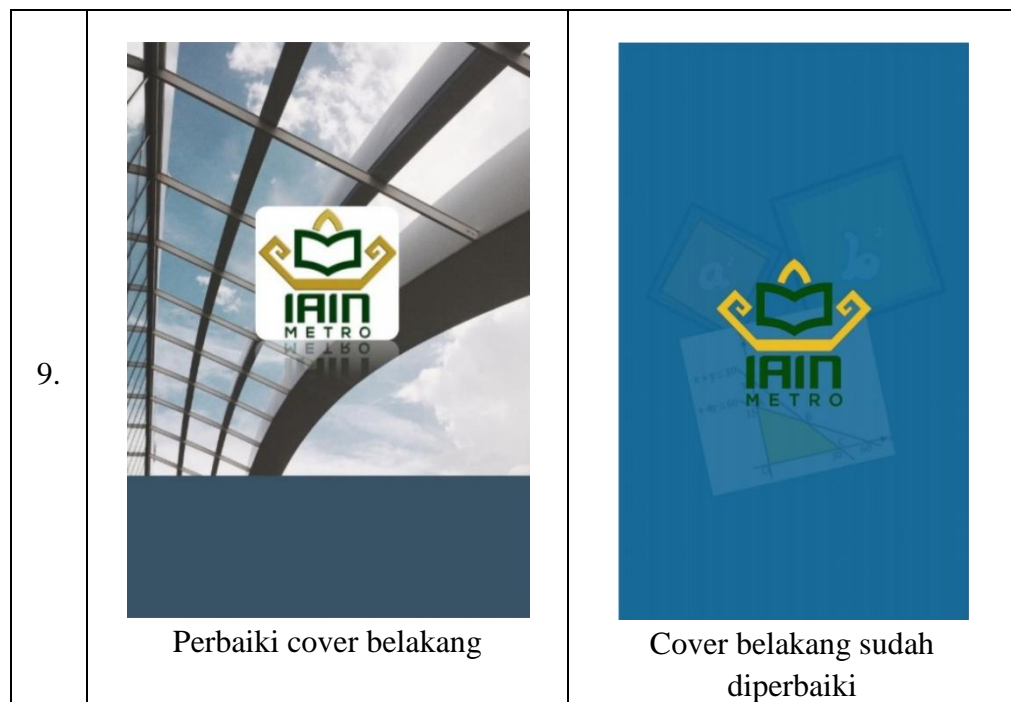 9.
IAIN
METRO
Perbaiki cover belakang
a
b
IAIN
METRO
Cover belakang sudah
diperbaiki